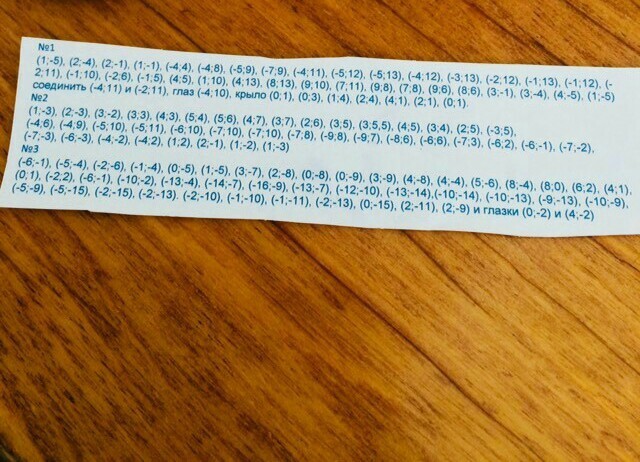 №1
(1;-5), (2;-4), (2;-1), (1;-1), (-4;4), (-4;8), (-5;9), (-7;9), (-4;11), (-5;12), (-5;13), (-4;12), (-3;13), (-2;12), (-1;13), (-1;12), (-
2;11), (-1;10), (-2;6), (-1;5), (4;5), (1;10), (4;13), (8;13), (9;10), (7;11), (9;8), (7;8), (9;6), (8;6), (3;-1), (3;-4), (4;-5), (1;-5)
соединить (-4;11) и (-2;11), глаз (-4;10), крыло (0;1), (0;3), (1;4), (2;4), (4;1), (2;1), (0;1).
№2
(1;-3), (2;-3), (3;-2), (3;3), (4;3), (5;4), (5;6), (4;7), (3;7), (2;6), (3;5), (3;5,5), (4;5), (3;4), (2;5), (-3;5),
(-4;6), (-4;9), (-5;10), (-5;11), (-6;10), (-7;10), (-7;10), (-7;8), (-9;8), (-9;7), (-8;6), (-6;6), (-7;3), (-6;2), (-6;-1), (-7;-2),
(-7;-3), (-6;-3), (-4;-2), (-4;2), (1;2), (2;-1), (1;-2), (1;-3)
№3
(-6;-1), (-5;-4), (-2;-6), (-1;-4), (0;-5), (1;-5), (3;-7), (2;-8), (0;-8), (0;-9), (3;-9), (4;-8), (4;-4), (5;-6), (8;-4), (8;0), (6;2), (4;1),
(0;1), (-2;2), (-6;-1), (-10;-2), (-13;-4), (-14;-7), (-16;-9), (-13;-7), (-12;-10), (-13;-14),(-10;-14), (-10;-13), (-9;-13), (-10;-9),
(-5;-9), (-5;-15), (-2;-15), (-2;-13). (-2;-10), (-1;-10), (-1;-11), (-2;-13), (0;-15), (2;-11), (2;-9) и глазки (0;-2) и (4;-2)